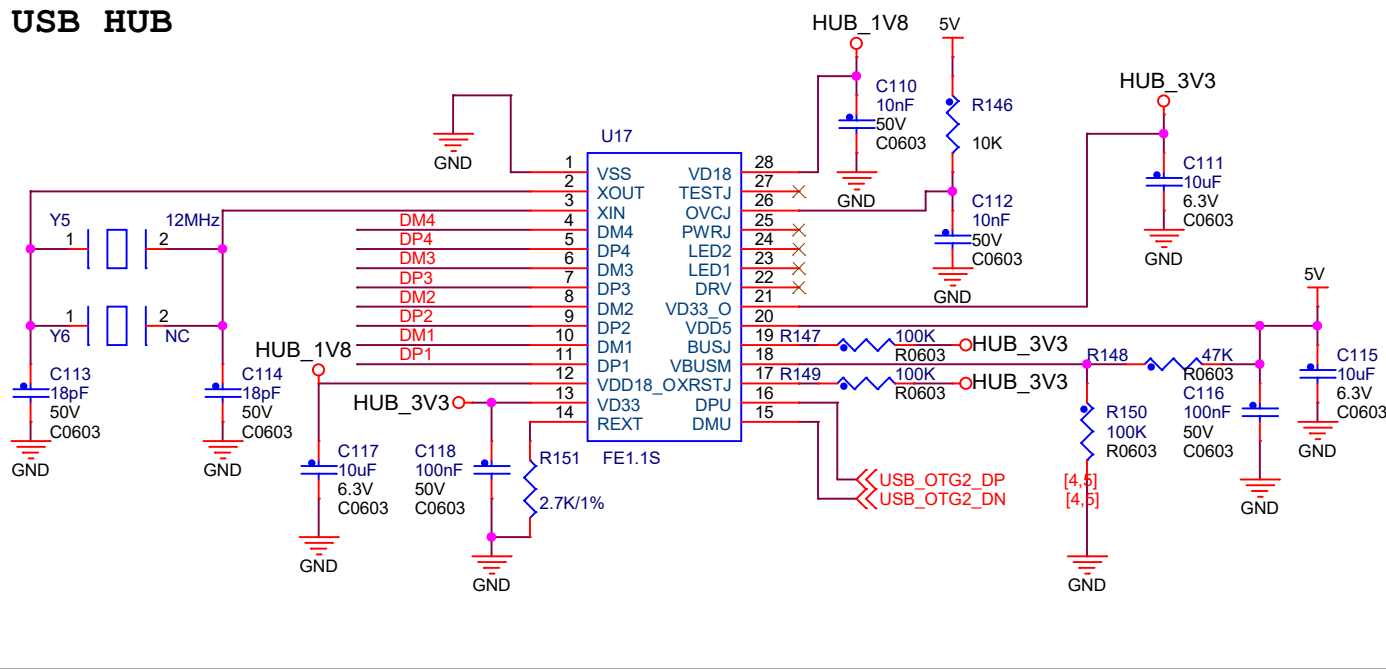 USB HUB
HUB_1V8
5V
HUB_3V3
C110
10nF
50V
C0603
GND
R146
10K
C112
10nF
50V
C0603
GND
C111
10uF
6.3V
C0603
GND
GND
U17
1 VSS
2 XOUT
3 XIN
4 DM4
5 DP4
6 DM3
7 DP3
8 DM2
9 DP2
10 DM1
11 DP1
12 VDD18_O
13 VD33
14 REXT
28 VD18
27 TESTJ
26 OVCJ
25 PWRJ
24 LED2
23 LED1
22 DRV
21 VD33_O
20 VDD5
19 BUSJ
18 VBUSM
17 XRSTJ
16 DPU
15 DMU
FE1.1S
DM4
DP4
DM3
DP3
DM2
DP2
DM1
DP1
Y5
12MHz
1 2
1 2
Y6
NC
C113
18pF
50V
C0603
GND
C114
18pF
50V
C0603
GND
HUB_1V8
HUB_3V3
C117
10uF
6.3V
C0603
GND
C118
100nF
50V
C0603
GND
R151
2.7K/1%
R147
100K
R0603
HUB_3V3
R149
100K
R0603
HUB_3V3
R148
47K
R0603
R150
100K
R0603
GND
C116
100nF
50V
C0603
GND
5V
C115
10uF
6.3V
C0603
GND
USB_OTG2_DP [4,5]
USB_OTG2_DN [4,5]